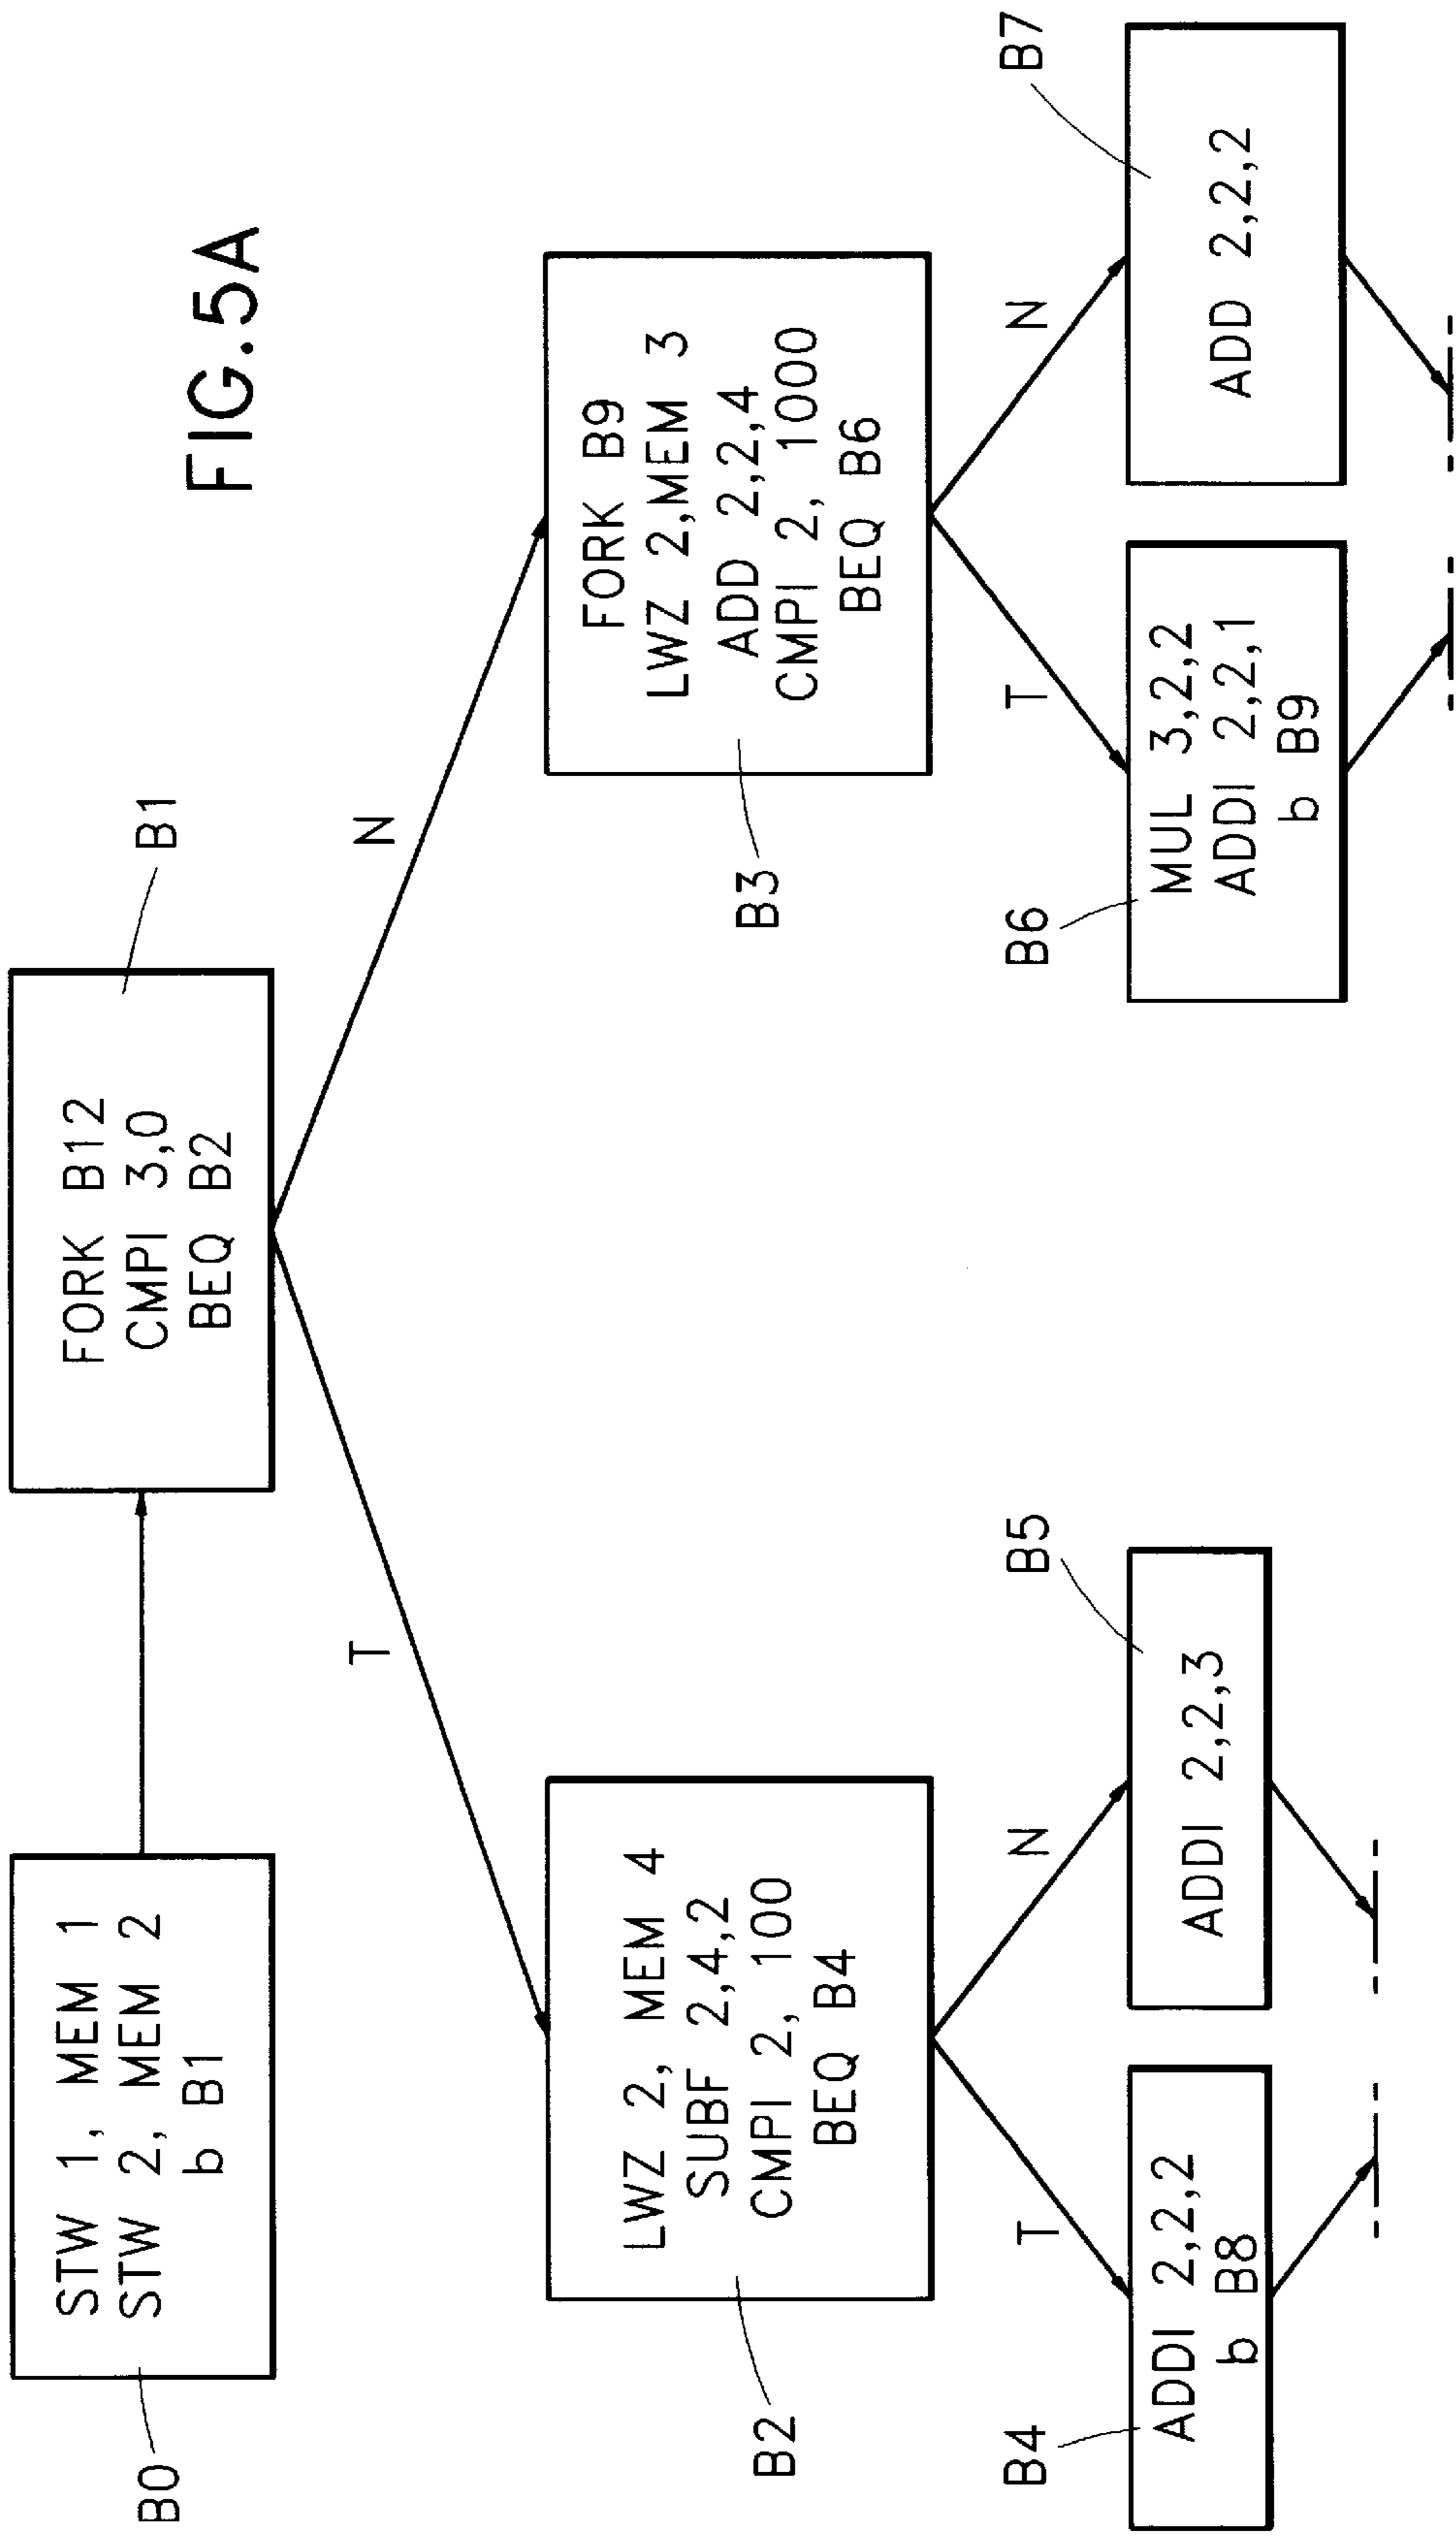 FIG.5A
B0
STW 1, MEM 1
STW 2, MEM 2
b B1
B1
FORK B12
CMPI 3,0
BEQ B2
T
N
B2
LWZ 2, MEM 4
SUBF 2,4,2
CMPI 2, 100
BEQ B4
B3
FORK B9
LWZ 2,MEM 3
ADD 2,2,4
CMPI 2, 1000
BEQ B6
T
N
T
N
B4
ADDI 2,2,2
b B8
B5
ADDI 2,2,3
B6
MUL 3,2,2
ADDI 2,2,1
b B9
B7
ADD 2,2,2